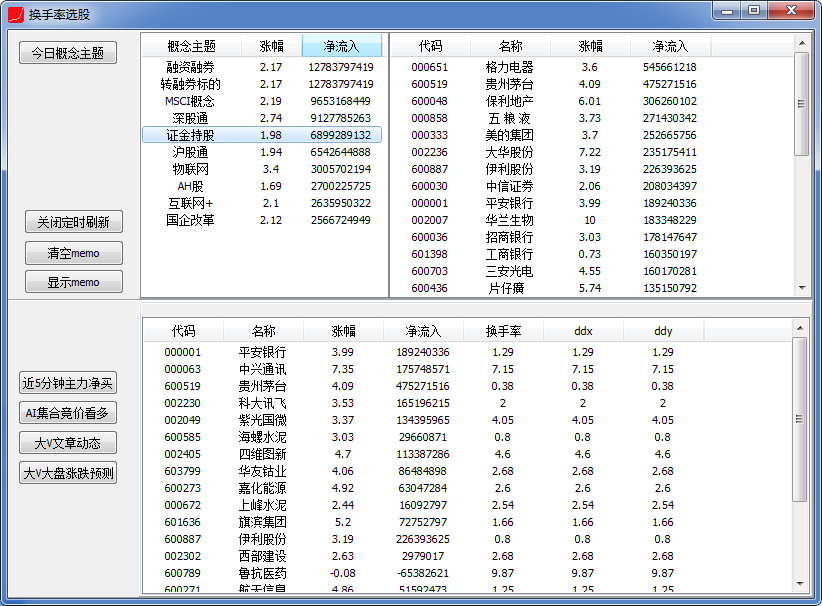 换手率选股
今日概念主题
关闭定时刷新
清空memo
显示memo
近5分钟主力净买
AI集合竞价看多
大V文章动态
大V大盘涨跌预测
概念主题 涨幅 净流入
融资融券 2.17 12783797419
转融券标的 2.17 12783797419
MSCI概念 2.19 9653168449
深股通 2.74 9127785263
证金持股 1.98 6899289132
沪股通 1.94 6542644888
物联网 3.4 3005702194
AH股 1.69 2700225725
互联网+ 2.1 2635950322
国企改革 2.12 2566724949
代码 名称 涨幅 净流入
000651 格力电器 3.6 545661218
600519 贵州茅台 4.09 475271516
600048 保利地产 6.01 306260102
000858 五 粮 液 3.73 271430342
000333 美的集团 3.7 252665756
002236 大华股份 7.22 235175411
600887 伊利股份 3.19 226393625
600030 中信证券 2.06 208034397
000001 平安银行 3.99 189240336
002007 华兰生物 10 183348229
600036 招商银行 3.03 178147647
601398 工商银行 0.73 160350197
600703 三安光电 4.55 160170281
600436 片仔癀 5.74 135150792
代码 名称 涨幅 净流入 换手率 ddx ddy
000001 平安银行 3.99 189240336 1.29 1.29 1.29
000063 中兴通讯 7.35 175748571 7.15 7.15 7.15
600519 贵州茅台 4.09 475271516 0.38 0.38 0.38
002230 科大讯飞 3.53 165196215 2 2 2
002049 紫光国微 3.37 134395965 4.05 4.05 4.05
600585 海螺水泥 3.03 29660871 0.8 0.8 0.8
002405 四维图新 4.7 113387286 4.6 4.6 4.6
603799 华友钴业 4.06 86484898 2.68 2.68 2.68
600273 嘉化能源 4.92 63047284 2.6 2.6 2.6
000672 上峰水泥 2.44 16092797 2.54 2.54 2.54
601636 旗滨集团 5.2 72752797 1.66 1.66 1.66
600887 伊利股份 3.19 226393625 0.8 0.8 0.8
002302 西部建设 2.63 2979017 2.68 2.68 2.68
600789 鲁抗医药 -0.08 -65382621 9.87 9.87 9.87
600271 航天信息 4.86 51592473 1.25 1.25 1.25